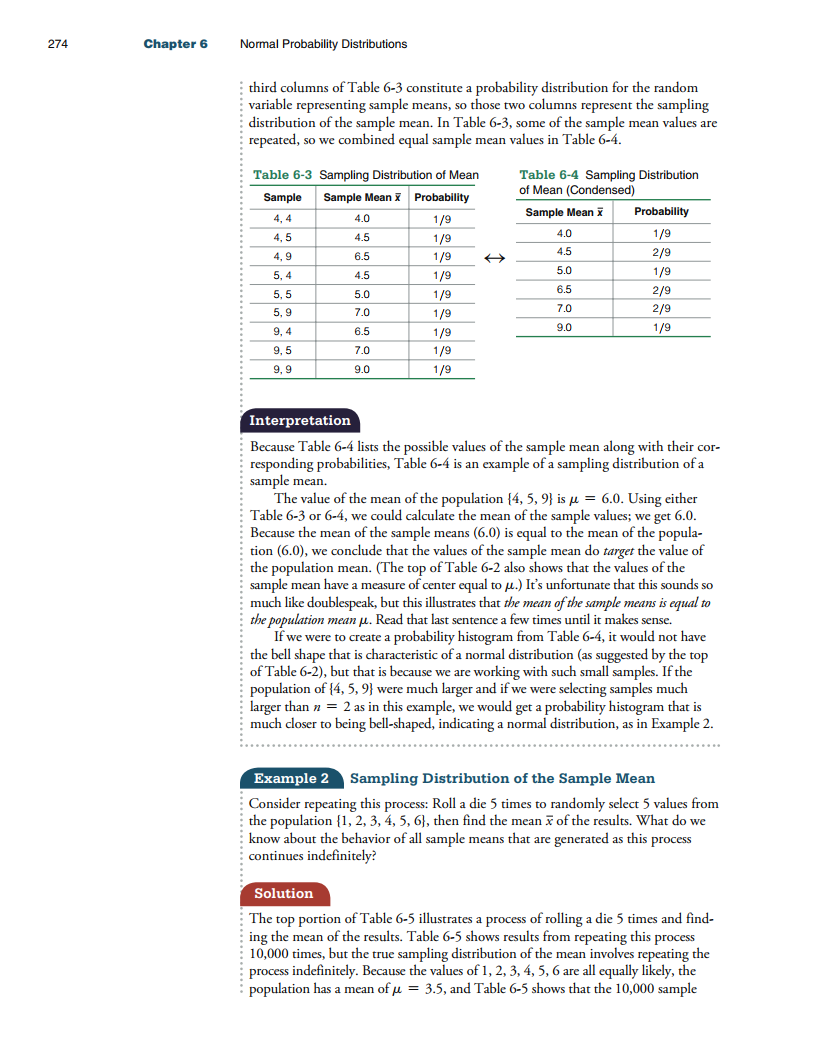 274 Chapter 6 Normal Probability Distributions
third columns of Table 6-3 constitute a probability distribution for the random
variable representing sample means, so those two columns represent the sampling
distribution of the sample mean. In Table 6-3, some of the sample mean values are
repeated, so we combined equal sample mean values in Table 6-4.
Table 6-3 Sampling Distribution of Mean
Sample Sample Mean x̄ Probability
4, 4 4.0 1/9
4, 5 4.5 1/9
4, 9 6.5 1/9
5, 4 4.5 1/9
5, 5 5.0 1/9
5, 9 7.0 1/9
9, 4 6.5 1/9
9, 5 7.0 1/9
9, 9 9.0 1/9
↔
Table 6-4 Sampling Distribution
of Mean (Condensed)
Sample Mean x̄ Probability
4.0 1/9
4.5 2/9
5.0 1/9
6.5 2/9
7.0 2/9
9.0 1/9
Interpretation
Because Table 6-4 lists the possible values of the sample mean along with their cor-
responding probabilities, Table 6-4 is an example of a sampling distribution of a
sample mean.
The value of the mean of the population {4, 5, 9} is μ = 6.0. Using either
Table 6-3 or 6-4, we could calculate the mean of the sample values; we get 6.0.
Because the mean of the sample means (6.0) is equal to the mean of the popula-
tion (6.0), we conclude that the values of the sample mean do target the value of
the population mean. (The top of Table 6-2 also shows that the values of the
sample mean have a measure of center equal to μ.) It's unfortunate that this sounds so
much like doublespeak, but this illustrates that the mean of the sample means is equal to
the population mean μ. Read that last sentence a few times until it makes sense.
If we were to create a probability histogram from Table 6-4, it would not have
the bell shape that is characteristic of a normal distribution (as suggested by the top
of Table 6-2), but that is because we are working with such small samples. If the
population of {4, 5, 9} were much larger and if we were selecting samples much
larger than n = 2 as in this example, we would get a probability histogram that is
much closer to being bell-shaped, indicating a normal distribution, as in Example 2.
Example 2 Sampling Distribution of the Sample Mean
Consider repeating this process: Roll a die 5 times to randomly select 5 values from
the population {1, 2, 3, 4, 5, 6}, then find the mean x̄ of the results. What do we
know about the behavior of all sample means that are generated as this process
continues indefinitely?
Solution
The top portion of Table 6-5 illustrates a process of rolling a die 5 times and find-
ing the mean of the results. Table 6-5 shows results from repeating this process
10,000 times, but the true sampling distribution of the mean involves repeating the
process indefinitely. Because the values of 1, 2, 3, 4, 5, 6 are all equally likely, the
population has a mean of μ = 3.5, and Table 6-5 shows that the 10,000 sample